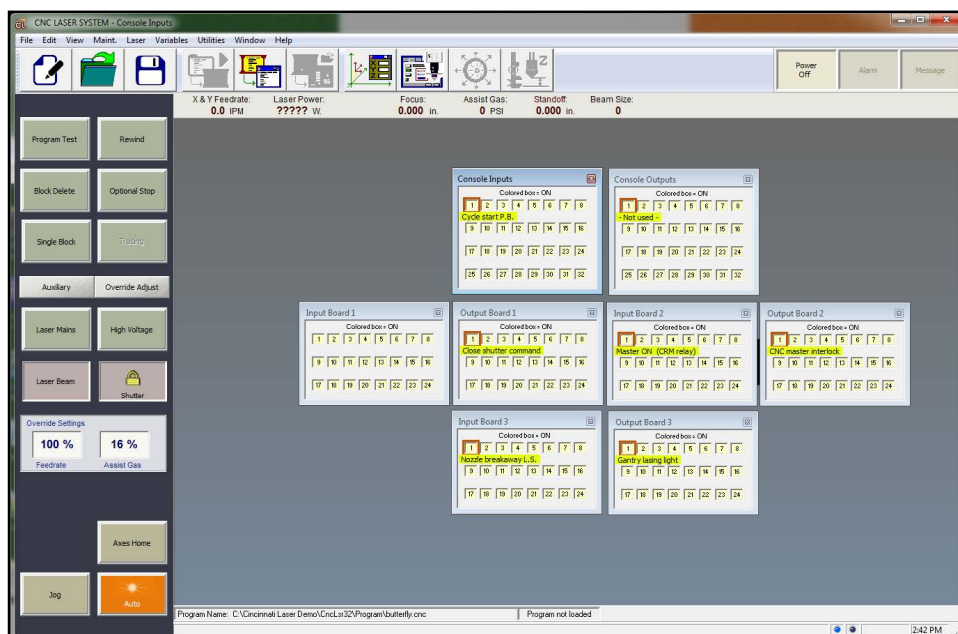 CL CNC LASER SYSTEM - Console Inputs
File Edit View Maint. Laser Variables Utilities Window Help
Power Off
Alarm
Message
X & Y Feedrate: Laser Power: Focus: Assist Gas: Standoff: Beam Size:
0.0 IPM ????? W. 0.000 in. 0 PSI 0.000 in. 0
Program Test
Rewind
Block Delete
Optional Stop
Single Block
Tracing
Auxiliary
Override Adjust
Laser Mains
High Voltage
Laser Beam
Shutter
Override Settings
100 % 16 %
Feedrate Assist Gas
Axes Home
Jog
Auto
Console Inputs
Colored box = ON
1 2 3 4 5 6 7 8
Cycle start P.B.
9 10 11 12 13 14 15 16
17 18 19 20 21 22 23 24
25 26 27 28 29 30 31 32
Console Outputs
Colored box = ON
1 2 3 4 5 6 7 8
- Not used -
9 10 11 12 13 14 15 16
17 18 19 20 21 22 23 24
25 26 27 28 29 30 31 32
Input Board 1
Colored box = ON
1 2 3 4 5 6 7 8
9 10 11 12 13 14 15 16
17 18 19 20 21 22 23 24
Output Board 1
Colored box = ON
1 2 3 4 5 6 7 8
Close shutter command
9 10 11 12 13 14 15 16
17 18 19 20 21 22 23 24
Input Board 2
Colored box = ON
1 2 3 4 5 6 7 8
Master ON (CRM relay)
9 10 11 12 13 14 15 16
17 18 19 20 21 22 23 24
Output Board 2
Colored box = ON
1 2 3 4 5 6 7 8
CNC master interlock
9 10 11 12 13 14 15 16
17 18 19 20 21 22 23 24
Input Board 3
Colored box = ON
1 2 3 4 5 6 7 8
Nozzle breakaway L.S.
9 10 11 12 13 14 15 16
17 18 19 20 21 22 23 24
Output Board 3
Colored box = ON
1 2 3 4 5 6 7 8
Gantry lasing light
9 10 11 12 13 14 15 16
17 18 19 20 21 22 23 24
Program Name: C:\Cincinnati Laser Demo\CncLsr32\Program\butterfly.cnc
Program not loaded
2:42 PM